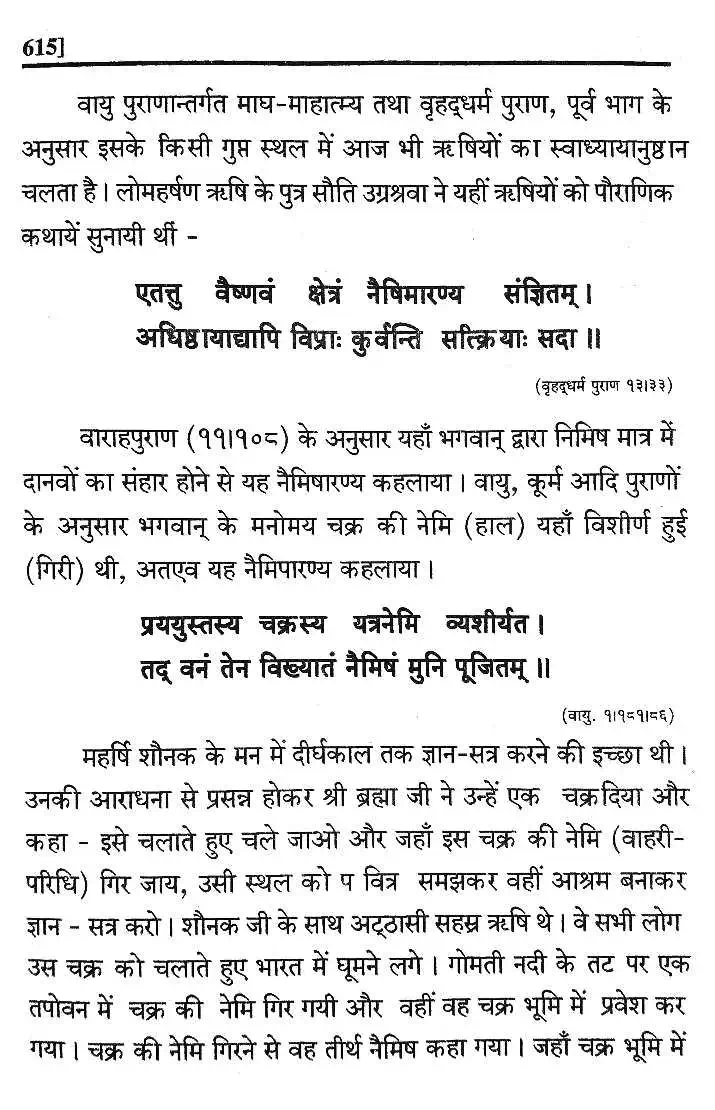 615]
वायु पुराणान्तर्गत माघ-माहात्म्य तथा वृहद्धर्म पुराण, पूर्व भाग के
अनुसार इसके किसी गुप्त स्थल में आज भी ऋषियों का स्वाध्यायानुष्ठान
चलता है। लोमहर्षण ऋषि के पुत्र सौति उग्रश्रवा ने यहीं ऋषियों को पौराणिक
कथायें सुनायी थीं -
एतत्तु वैष्णवं क्षेत्रं नैषिमारण्य संज्ञितम्।
अधिष्ठायाद्यापि विप्राः कुर्वन्ति सत्क्रियाः सदा॥
(वृहद्धर्म पुराण १३।३३)
वाराहपुराण (११।१०८) के अनुसार यहाँ भगवान् द्वारा निमिष मात्र में
दानवों का संहार होने से यह नैमिषारण्य कहलाया। वायु, कूर्म आदि पुराणों
के अनुसार भगवान् के मनोमय चक्र की नेमि (हाल) यहाँ विशीर्ण हुई
(गिरी) थी, अतएव यह नैमिपारण्य कहलाया।
प्रययुस्तस्य चक्रस्य यत्रनेमि व्यशीर्यत।
तद् वनं तेन विख्यातं नैमिषं मुनि पूजितम्॥
(वायु. १।१८१।८६)
महर्षि शौनक के मन में दीर्घकाल तक ज्ञान-सत्र करने की इच्छा थी।
उनकी आराधना से प्रसन्न होकर श्री ब्रह्मा जी ने उन्हें एक चक्रदिया और
कहा - इसे चलाते हुए चले जाओ और जहाँ इस चक्र की नेमि (वाहरी-
परिधि) गिर जाय, उसी स्थल को प वित्र समझकर वहीं आश्रम बनाकर
ज्ञान - सत्र करो। शौनक जी के साथ अट्ठासी सहस्र ऋषि थे। वे सभी लोग
उस चक्र को चलाते हुए भारत में घूमने लगे। गोमती नदी के तट पर एक
तपोवन में चक्र की नेमि गिर गयी और वहीं वह चक्र भूमि में प्रवेश कर
गया। चक्र की नेमि गिरने से वह तीर्थ नैमिष कहा गया। जहाँ चक्र भूमि में